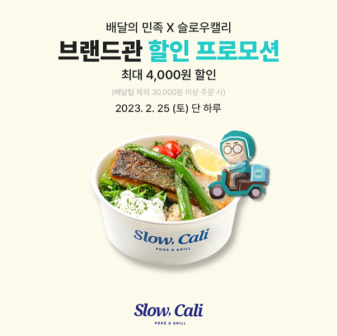 배달의 민족 X 슬로우캘리
브랜드관 할인 프로모션
최대 4,000원 할인
(배달팁 제외 30,000원 이상 주문 시)
2023. 2. 25 (토) 단 하루
Slow, Cali
POKE & GRILL
Slow, Cali
POKE & GRILL